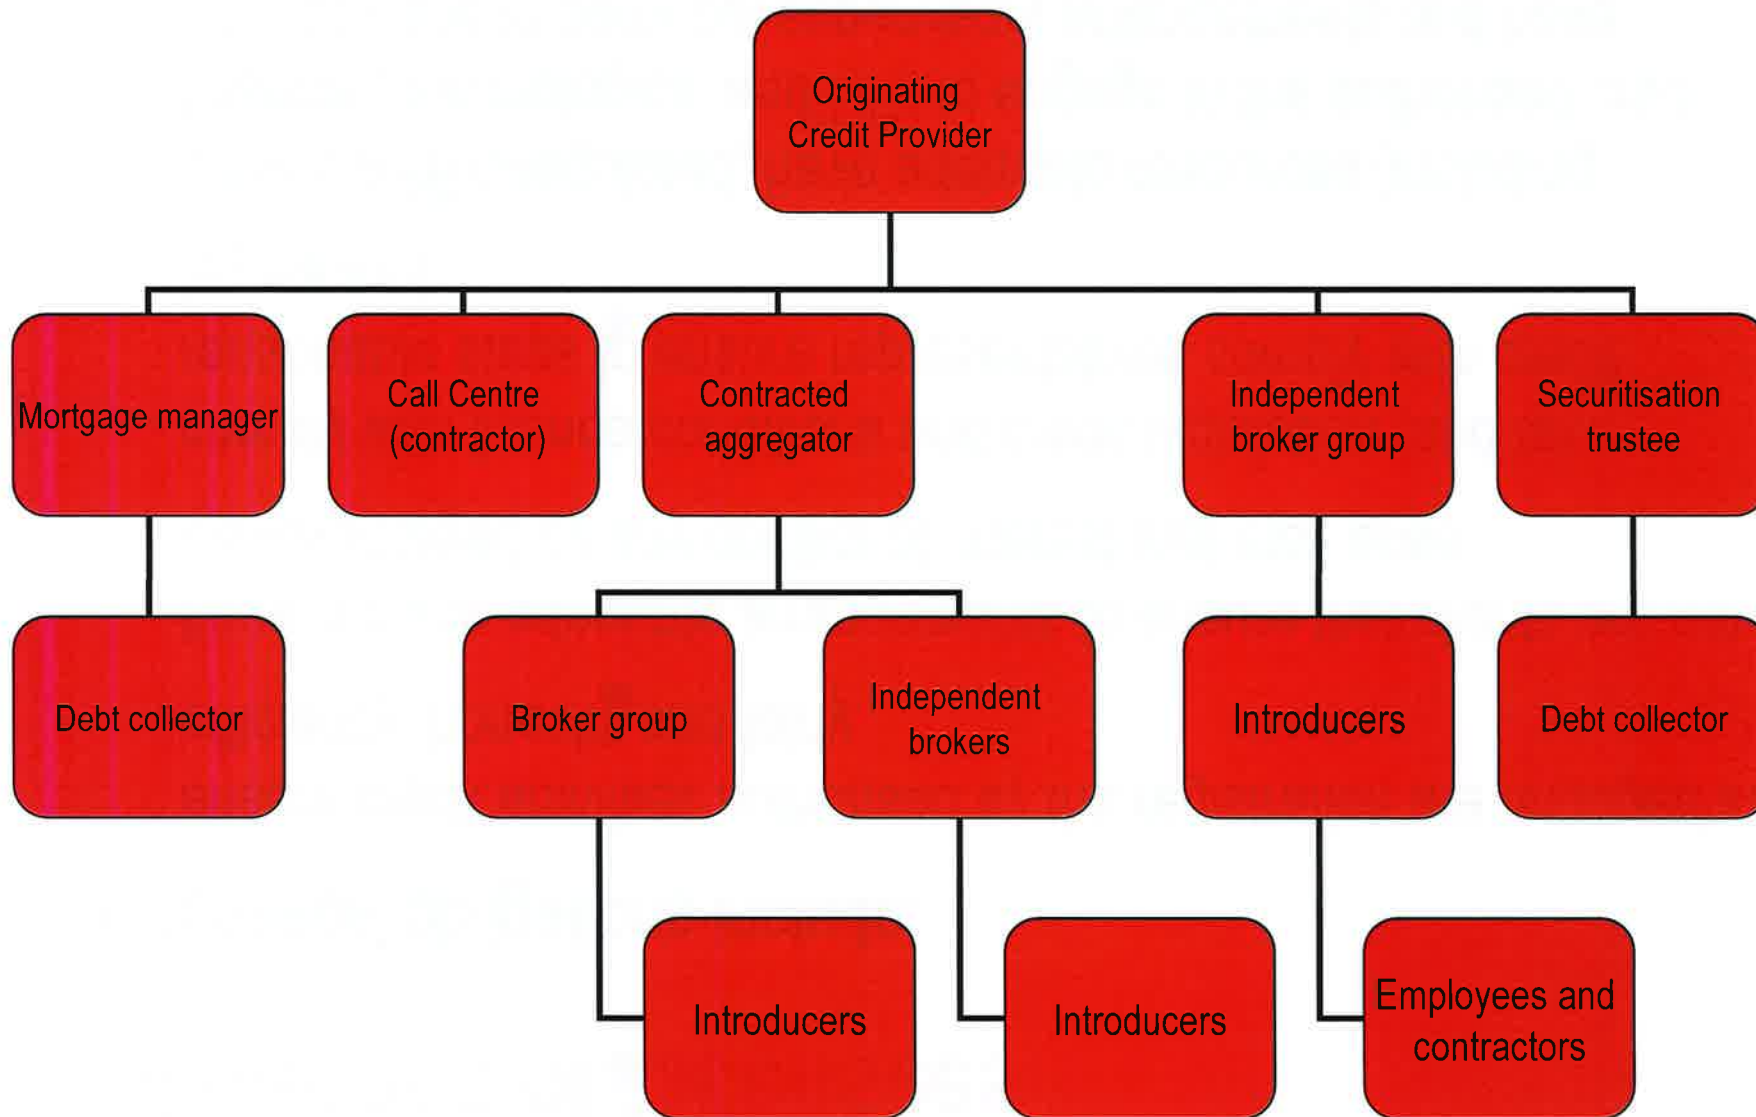 Originating
Credit Provider
Mortgage manager
Call Centre
(contractor)
Contracted
aggregator
Independent
broker group
Securitisation
trustee
Debt collector
Broker group
Independent
brokers
Introducers
Debt collector
Introducers
Introducers
Employees and
contractors